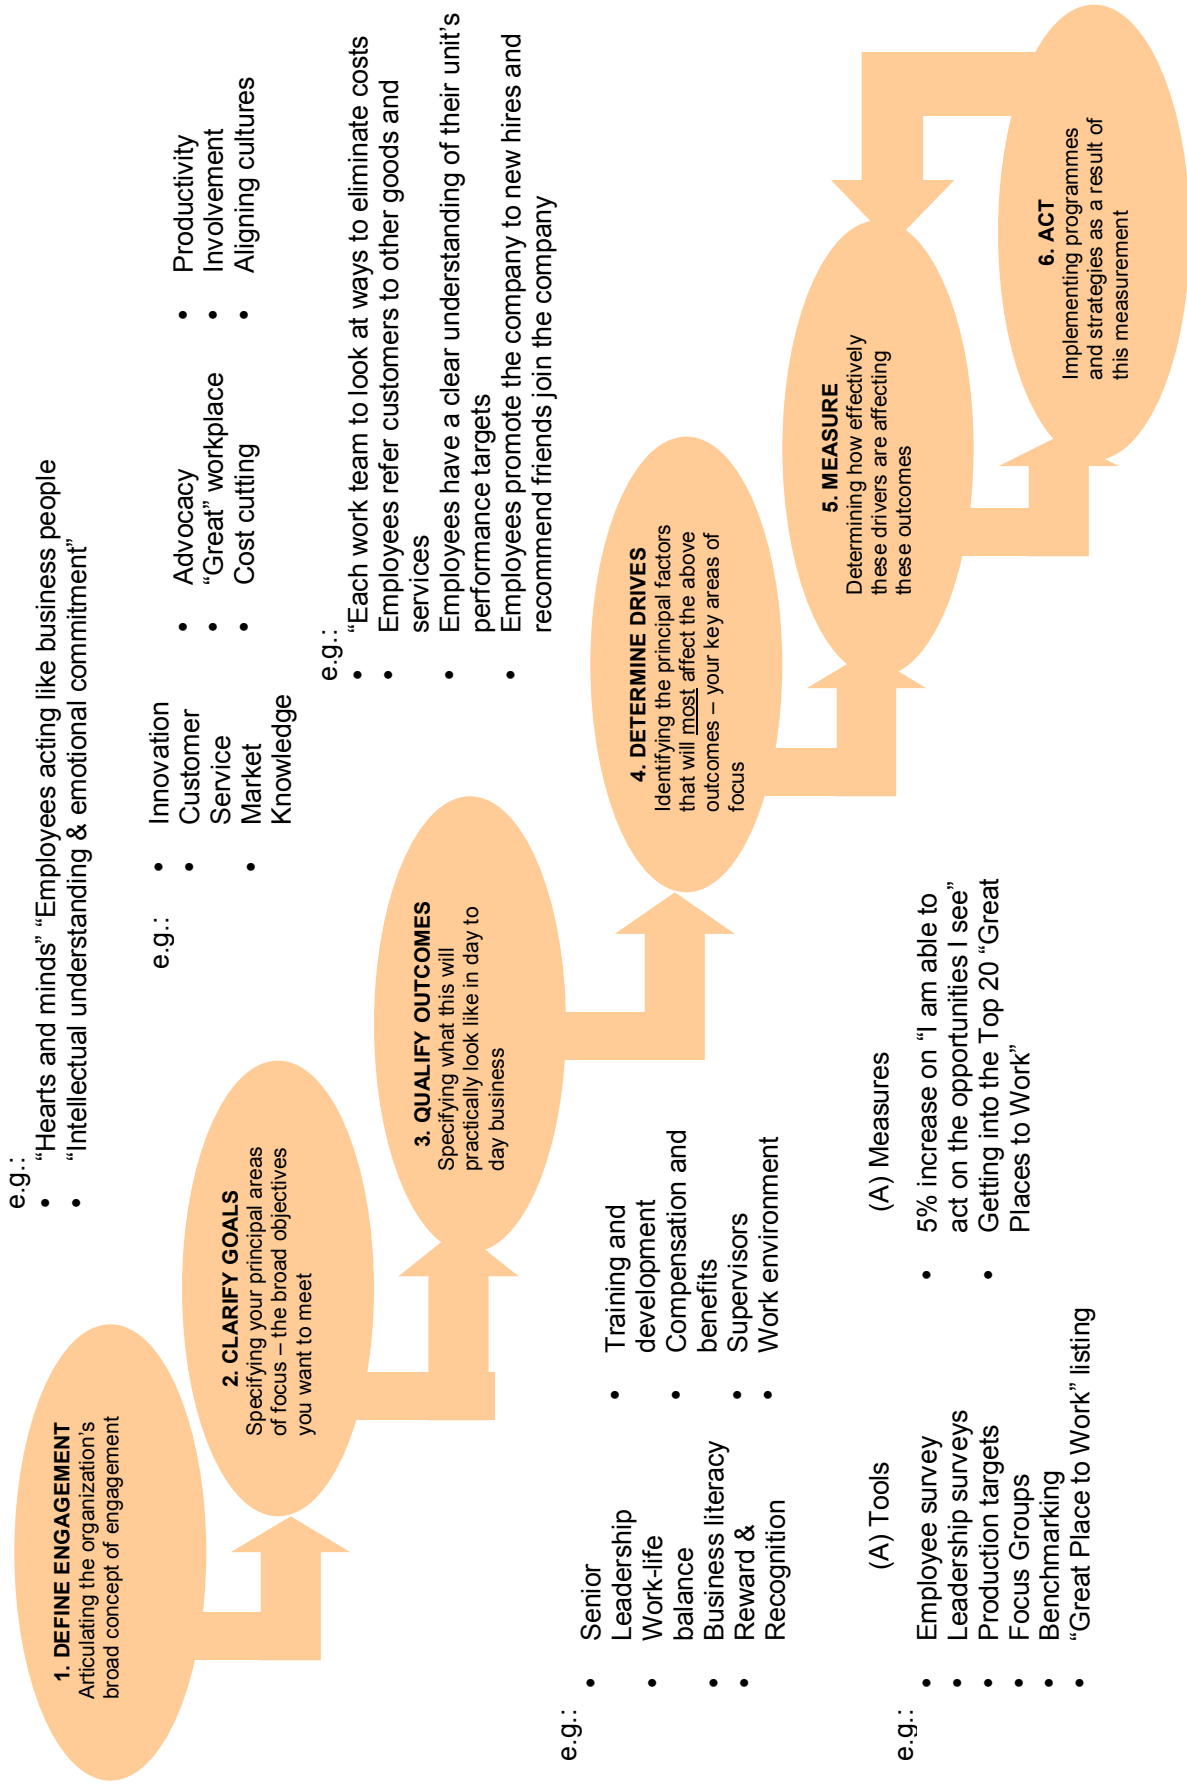 e.g.:
• “Hearts and minds” “Employees acting like business people
• “Intellectual understanding & emotional commitment”
1. DEFINE ENGAGEMENT
Articulating the organization’s
broad concept of engagement
e.g.:
• Innovation
• Customer
Service
• Market
Knowledge
• Advocacy
• “Great” workplace
• Cost cutting
• Productivity
• Involvement
• Aligning cultures
2. CLARIFY GOALS
Specifying your principal areas
of focus – the broad objectives
you want to meet
e.g.:
• “Each work team to look at ways to eliminate costs
• Employees refer customers to other goods and
services
• Employees have a clear understanding of their unit’s
performance targets
• Employees promote the company to new hires and
recommend friends join the company
3. QUALIFY OUTCOMES
Specifying what this will
practically look like in day to
day business
4. DETERMINE DRIVES
Identifying the principal factors
that will most affect the above
outcomes – your key areas of
focus
e.g.:
• Senior
Leadership
• Work-life
balance
• Business literacy
• Reward &
Recognition
• Training and
development
• Compensation and
benefits
• Supervisors
• Work environment
5. MEASURE
Determining how effectively
these drivers are affecting
these outcomes
e.g.:
(A) Tools
• Employee survey
• Leadership surveys
• Production targets
• Focus Groups
• Benchmarking
• “Great Place to Work” listing
(A) Measures
• 5% increase on “I am able to
act on the opportunities I see”
• Getting into the Top 20 “Great
Places to Work”
6. ACT
Implementing programmes
and strategies as a result of
this measurement